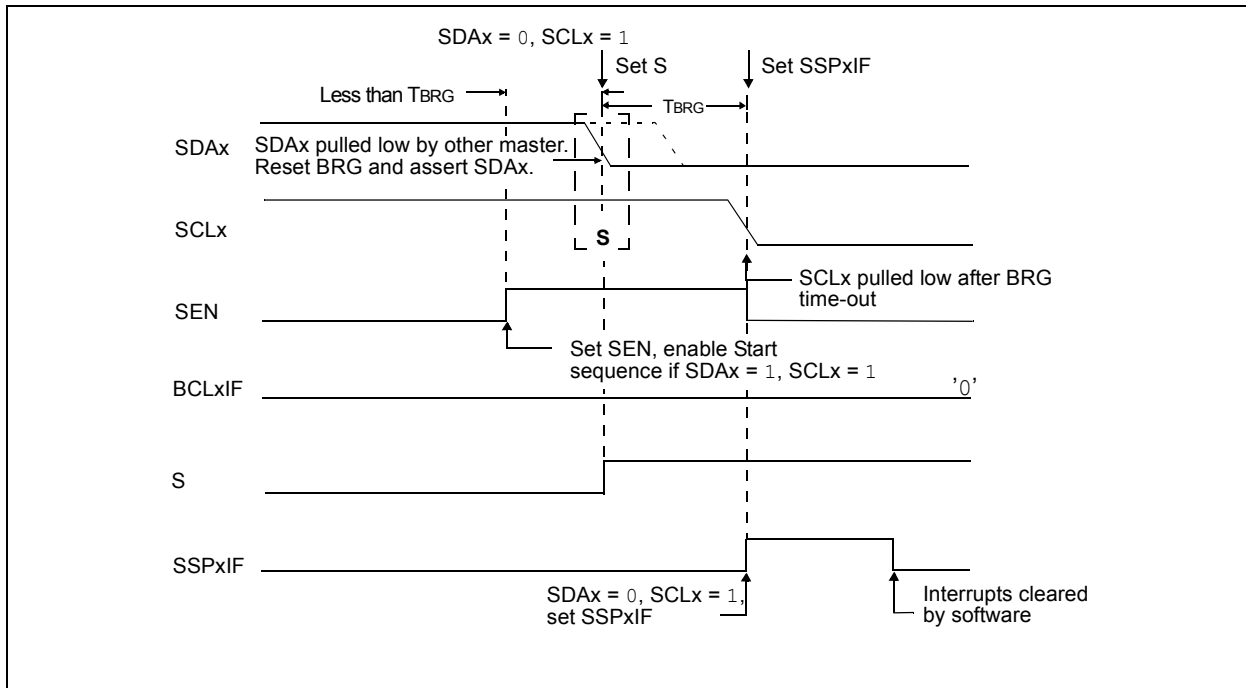 SDAx = 0, SCLx = 1
Set S
Set SSPxIF
Less than TBRG
TBRG
SDAx
SDAx pulled low by other master.
Reset BRG and assert SDAx.
SCLx
S
SCLx pulled low after BRG
time-out
SEN
Set SEN, enable Start
sequence if SDAx = 1, SCLx = 1
BCLxIF
'0'
S
SSPxIF
SDAx = 0, SCLx = 1,
set SSPxIF
Interrupts cleared
by software